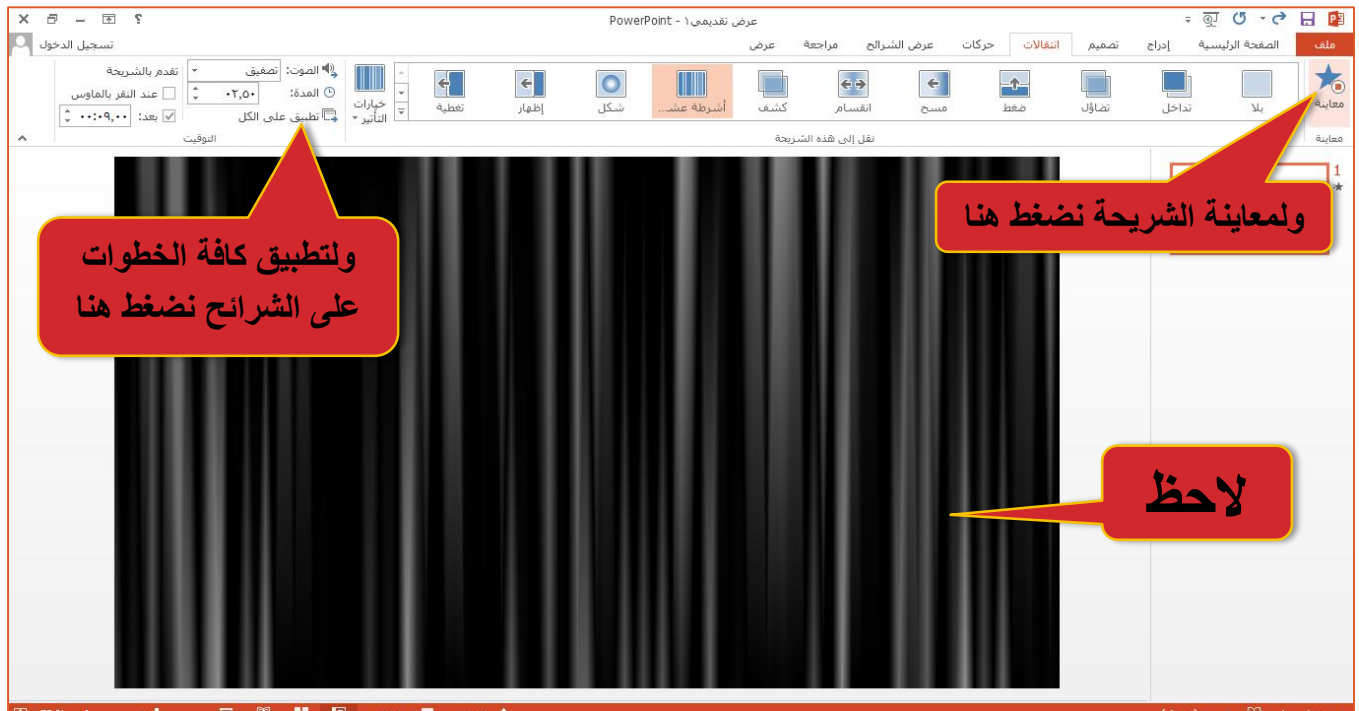 عرض تقديمي١ - PowerPoint
؟
تسجيل الدخول
ملف
الصفحة الرئيسية
إدراج
تصميم
انتقالات
حركات
عرض الشرائح
مراجعة
عرض
معاينة
بلا
تداخل
تضاؤل
ضغط
مسح
انقسام
كشف
أشرطة عشـ...
شكل
إظهار
تغطية
خيارات
التأثير
الصوت: تصفيق
المدة: ٠٢,٥٠
تطبيق على الكل
تقدم بالشريحة
عند النقر بالماوس
بعد: ٠٠:٠٩,٠٠
معاينة
نقل إلى هذه الشريحة
التوقيت
1
ولمعاينة الشريحة نضغط هنا
ولتطبيق كافة الخطوات
على الشرائح نضغط هنا
لاحظ